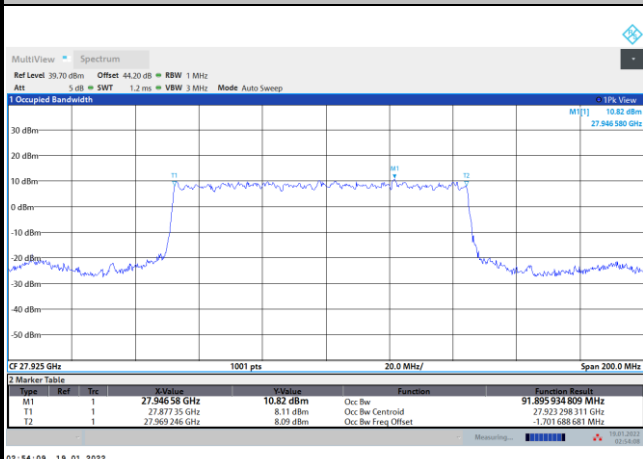 MultiView Spectrum
Ref Level 39.70 dBm Offset 44.20 dB RBW 1 MHz
Att 5 dB SWT 1.2 ms VBW 3 MHz Mode Auto Sweep
1 Occupied Bandwidth 1Pk View
M1[1] 10.82 dBm
27.946 580 GHz
30 dBm
20 dBm
M1
T1 T2
10 dBm
0 dBm
-10 dBm
-20 dBm
-30 dBm
-40 dBm
-50 dBm
CF 27.925 GHz 1001 pts 20.0 MHz/ Span 200.0 MHz
2 Marker Table
Type Ref Trc X-Value Y-Value Function Function Result
M1 1 27.946 58 GHz 10.82 dBm Occ Bw 91.895 934 809 MHz
T1 1 27.877 35 GHz 8.11 dBm Occ Bw Centroid 27.923 298 311 GHz
T2 1 27.969 246 GHz 8.09 dBm Occ Bw Freq Offset -1.701 688 681 MHz
Measuring... 19.01.2022
02:54:08
02:54:09 19.01.2022